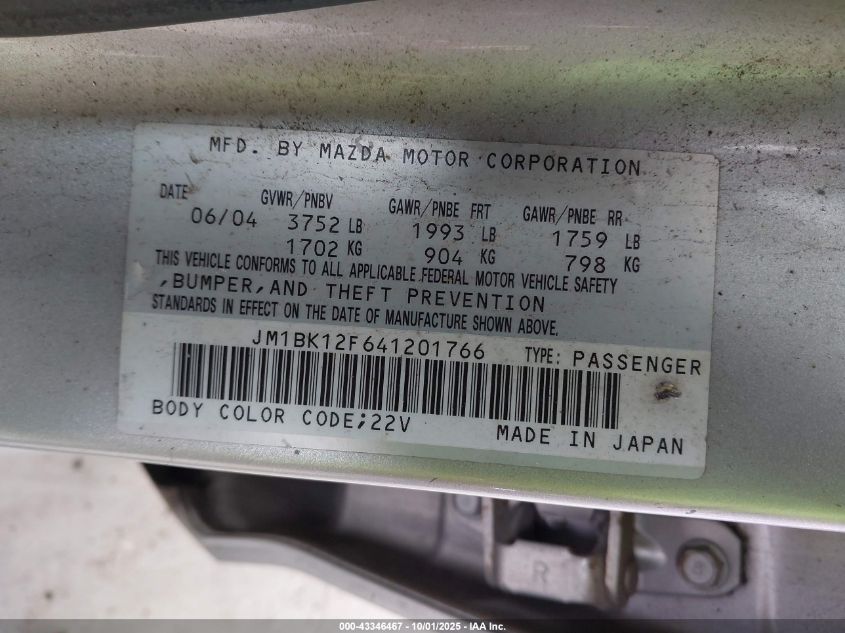 MFD. BY MAZDA MOTOR CORPORATION
DATE GVWR/PNBV GAWR/PNBE FRT GAWR/PNBE RR
06/04 3752 LB 1993 LB 1759 LB
1702 KG 904 KG 798 KG
THIS VEHICLE CONFORMS TO ALL APPLICABLE FEDERAL MOTOR VEHICLE SAFETY
,BUMPER,AND THEFT PREVENTION
STANDARDS IN EFFECT ON THE DATE OF MANUFACTURE SHOWN ABOVE.
JM1BK12F641201766 TYPE: PASSENGER
BODY COLOR CODE;22V
MADE IN JAPAN
R
000-43346467 - 10/01/2025 - IAA Inc.